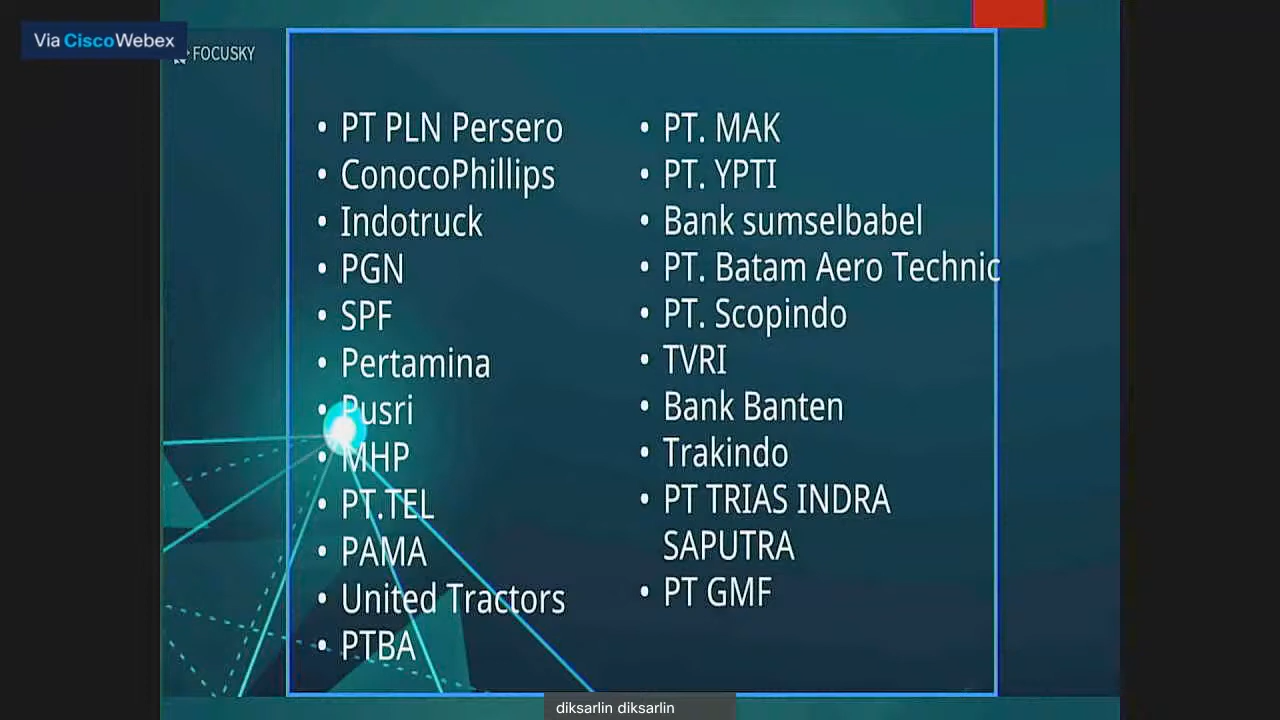 Via Cisco Webex
FOCUSKY
• PT PLN Persero
• ConocoPhillips
• Indotruck
• PGN
• SPF
• Pertamina
• Pusri
• MHP
• PT.TEL
• PAMA
• United Tractors
• PTBA
• PT. MAK
• PT. YPTI
• Bank sumselbabel
• PT. Batam Aero Technic
• PT. Scopindo
• TVRI
• Bank Banten
• Trakindo
• PT TRIAS INDRA
SAPUTRA
• PT GMF
diksarlin diksarlin